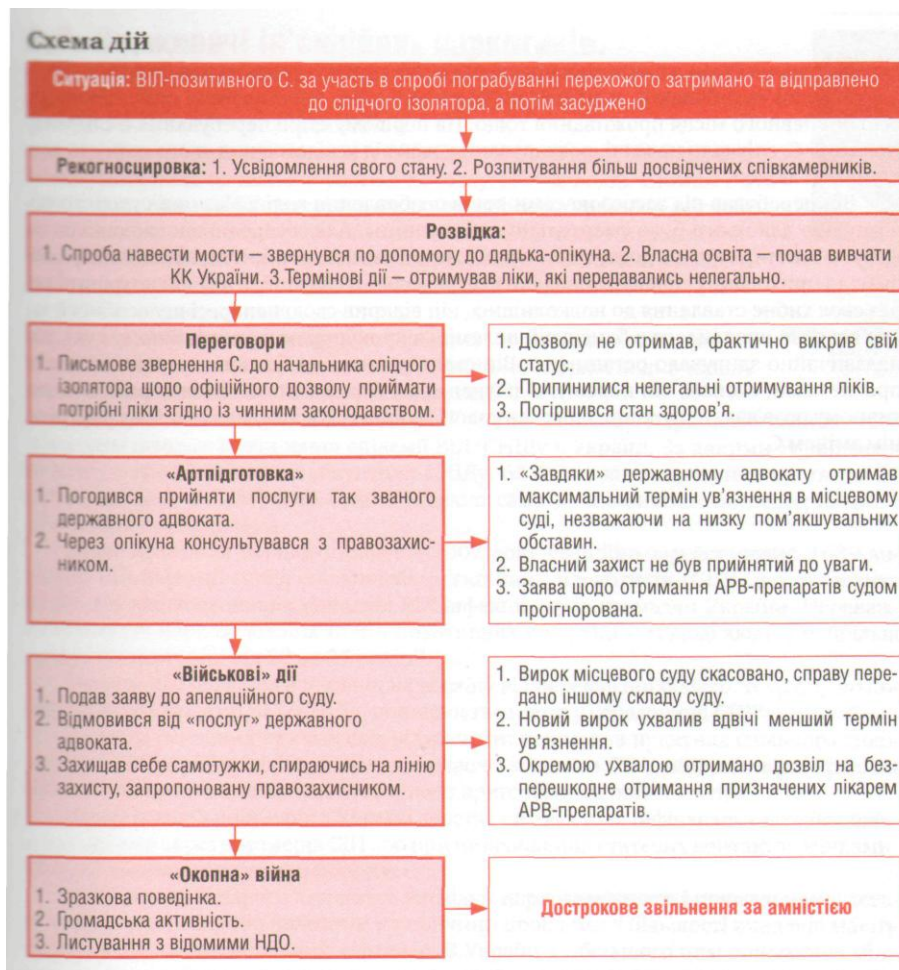 Схема дій
Ситуація: ВІЛ-позитивного С. за участь в спробі пограбуванні перехожого затримано та відправлено
до слідчого ізолятора, а потім засуджено
Рекогносцировка: 1. Усвідомлення свого стану. 2. Розпитування більш досвідчених співкамерників.
Розвідка:
1. Спроба навести мости – звернувся по допомогу до дядька-опікуна. 2. Власна освіта – почав вивчати
КК України. 3.Термінові дії – отримував ліки, які передавались нелегально.
Переговори
Письмове звернення С. до начальника слідчого
ізолятора щодо офіційного дозволу приймати
потрібні ліки згідно із чинним законодавством.
1. Дозволу не отримав, фактично викрив свій
статус.
2. Припинилися нелегальні отримування ліків.
3. Погіршився стан здоров’я.
«Артпідготовка»
1. Погодився прийняти послуги так званого
державного адвоката.
2. Через опікуна консультувався з правозахис-
ником.
1. «Завдяки» державному адвокату отримав
максимальний термін ув’язнення в місцевому
суді, незважаючи на низку пом’якшувальних
обставин.
2. Власний захист не був прийнятий до уваги.
3. Заява щодо отримання АРВ-препаратів судом
проігнорована.
«Військові» дії
1. Подав заяву до апеляційного суду.
2. Відмовився від «послуг» державного
адвоката.
3. Захищав себе самотужки, спираючись на лінію
захисту, запропоновану правозахисником.
1. Вирок місцевого суду скасовано, справу пере-
дано іншому складу суду.
2. Новий вирок ухвалив вдвічі менший термін
ув’язнення.
3. Окремою ухвалою отримано дозвіл на без-
перешкодне отримання призначених лікарем
АРВ-препаратів.
«Окопна» війна
1. Зразкова поведінка.
2. Громадська активність.
3. Листування з відомими НДО.
Дострокове звільнення за амністією